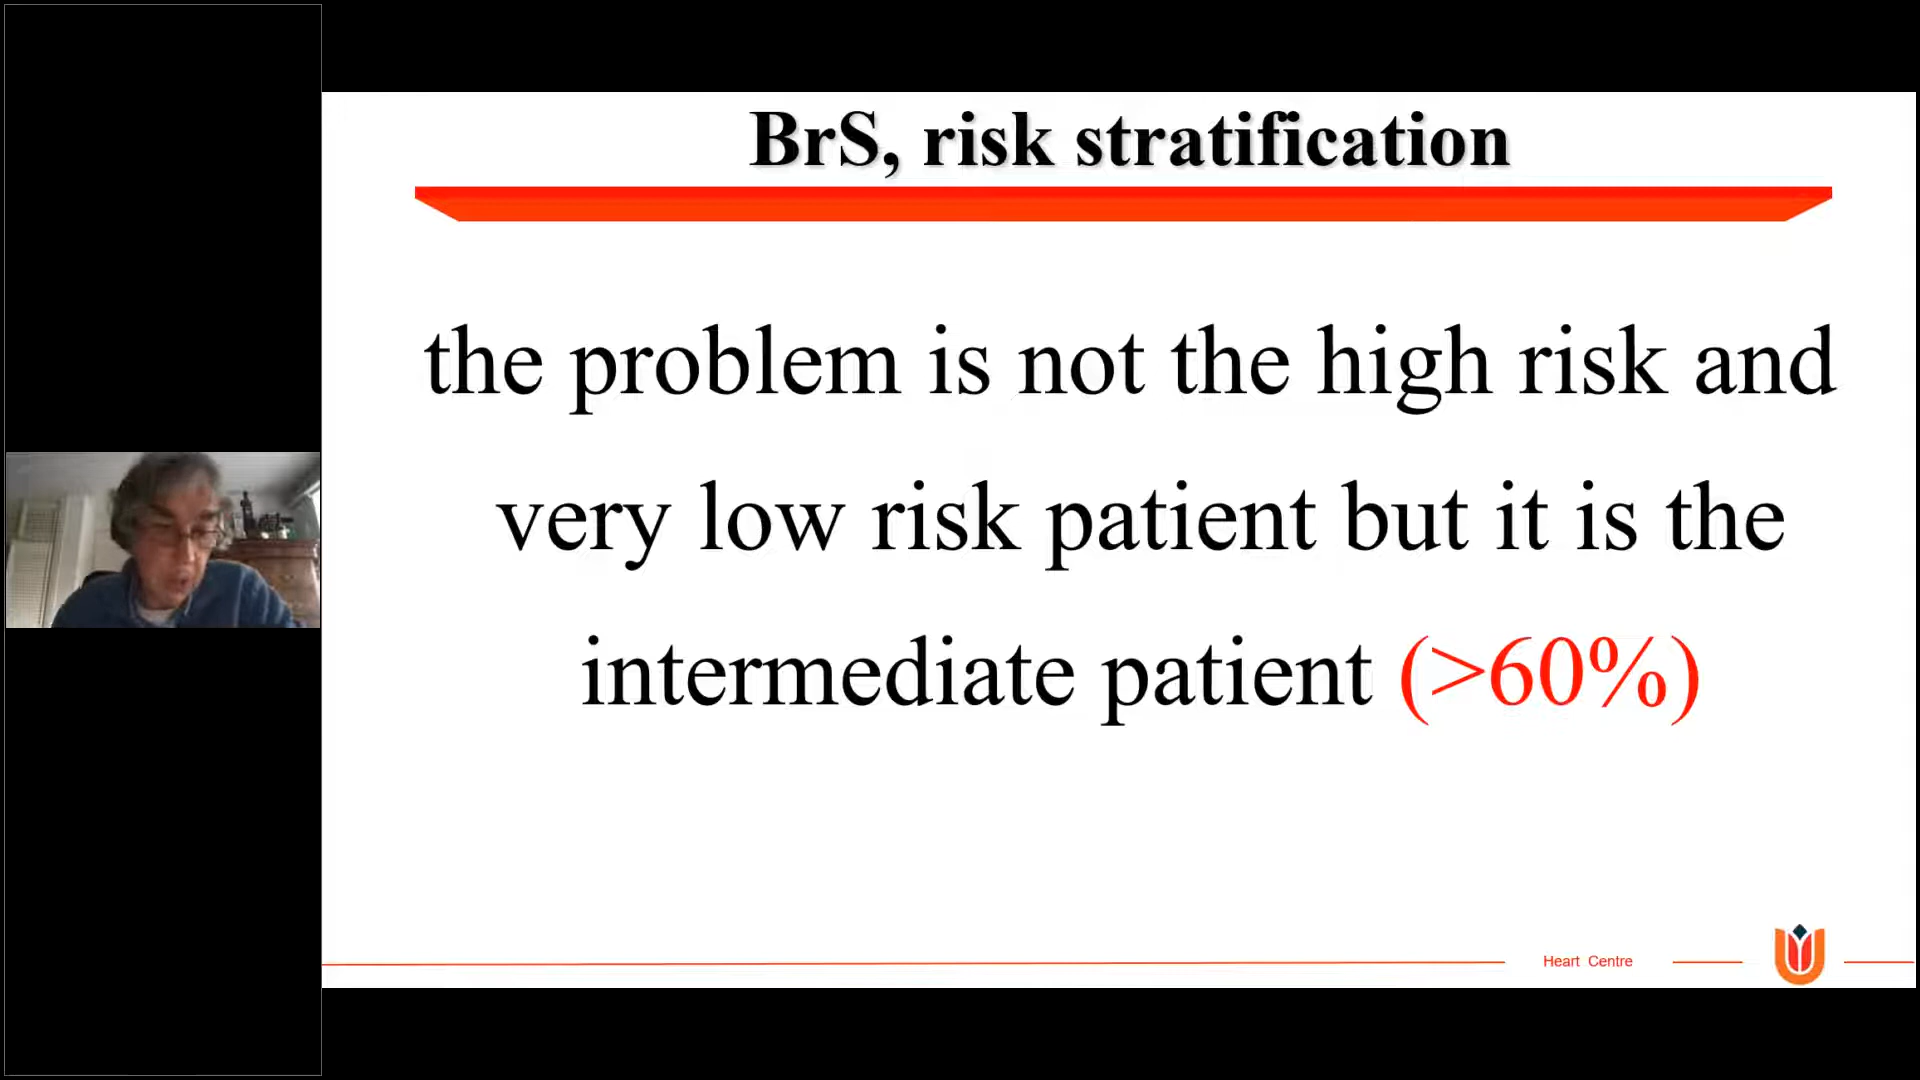 BrS, risk stratification
the problem is not the high risk and
very low risk patient but it is the
intermediate patient (>60%)
Heart Centre